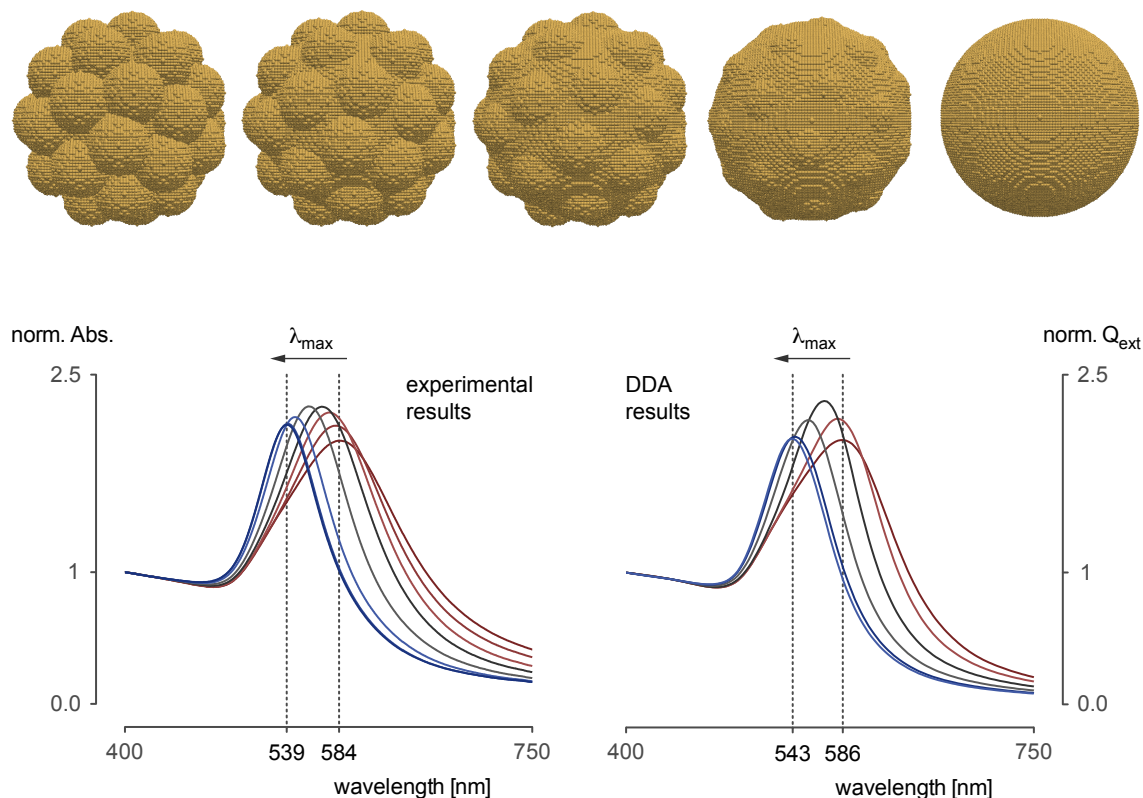 norm. Abs.
2.5
1
0.0
λmax
experimental
results
400
539
584
750
wavelength [nm]
λmax
DDA
results
norm. Qext
2.5
1
0.0
400
543
586
750
wavelength [nm]